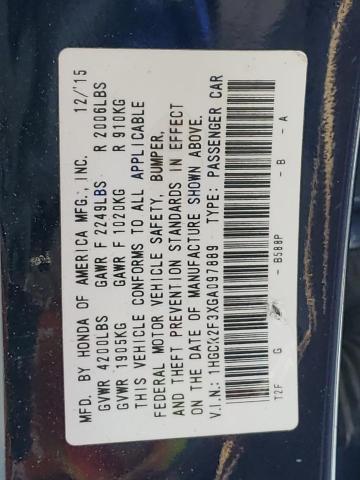 MFD. BY HONDA OF AMERICA MFG., INC. 12/'15
GVWR 4200LBS GAWR F 2249LBS R 2006LBS
GVWR 1905KG GAWR F 1020KG R 910KG
THIS VEHICLE CONFORMS TO ALL APPLICABLE
FEDERAL MOTOR VEHICLE SAFETY, BUMPER,
AND THEFT PREVENTION STANDARDS IN EFFECT
ON THE DATE OF MANUFACTURE SHOWN ABOVE.
V.I.N.: 1HGCR2F3XGA097889 TYPE: PASSENGER CAR
T2F G - B588P - B - A